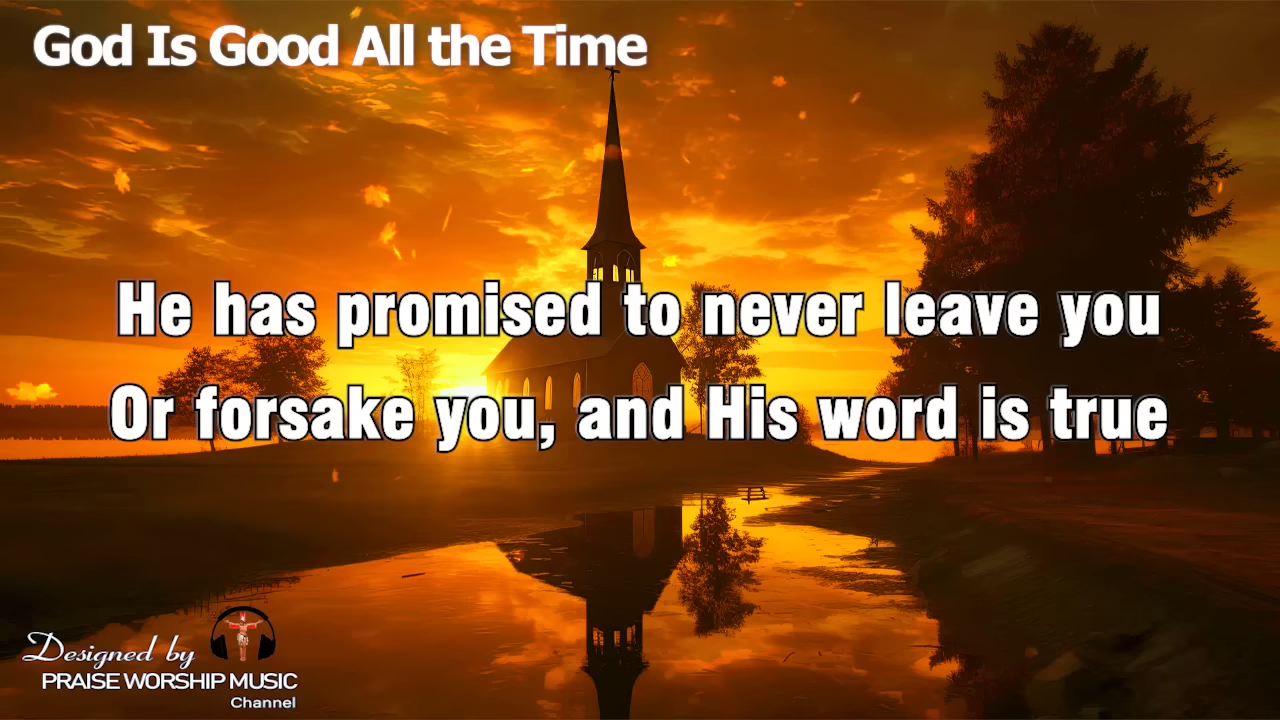 God Is Good All the Time
He has promised to never leave you
Or forsake you, and His word is true
Designed by
PRAISE WORSHIP MUSIC
Channel